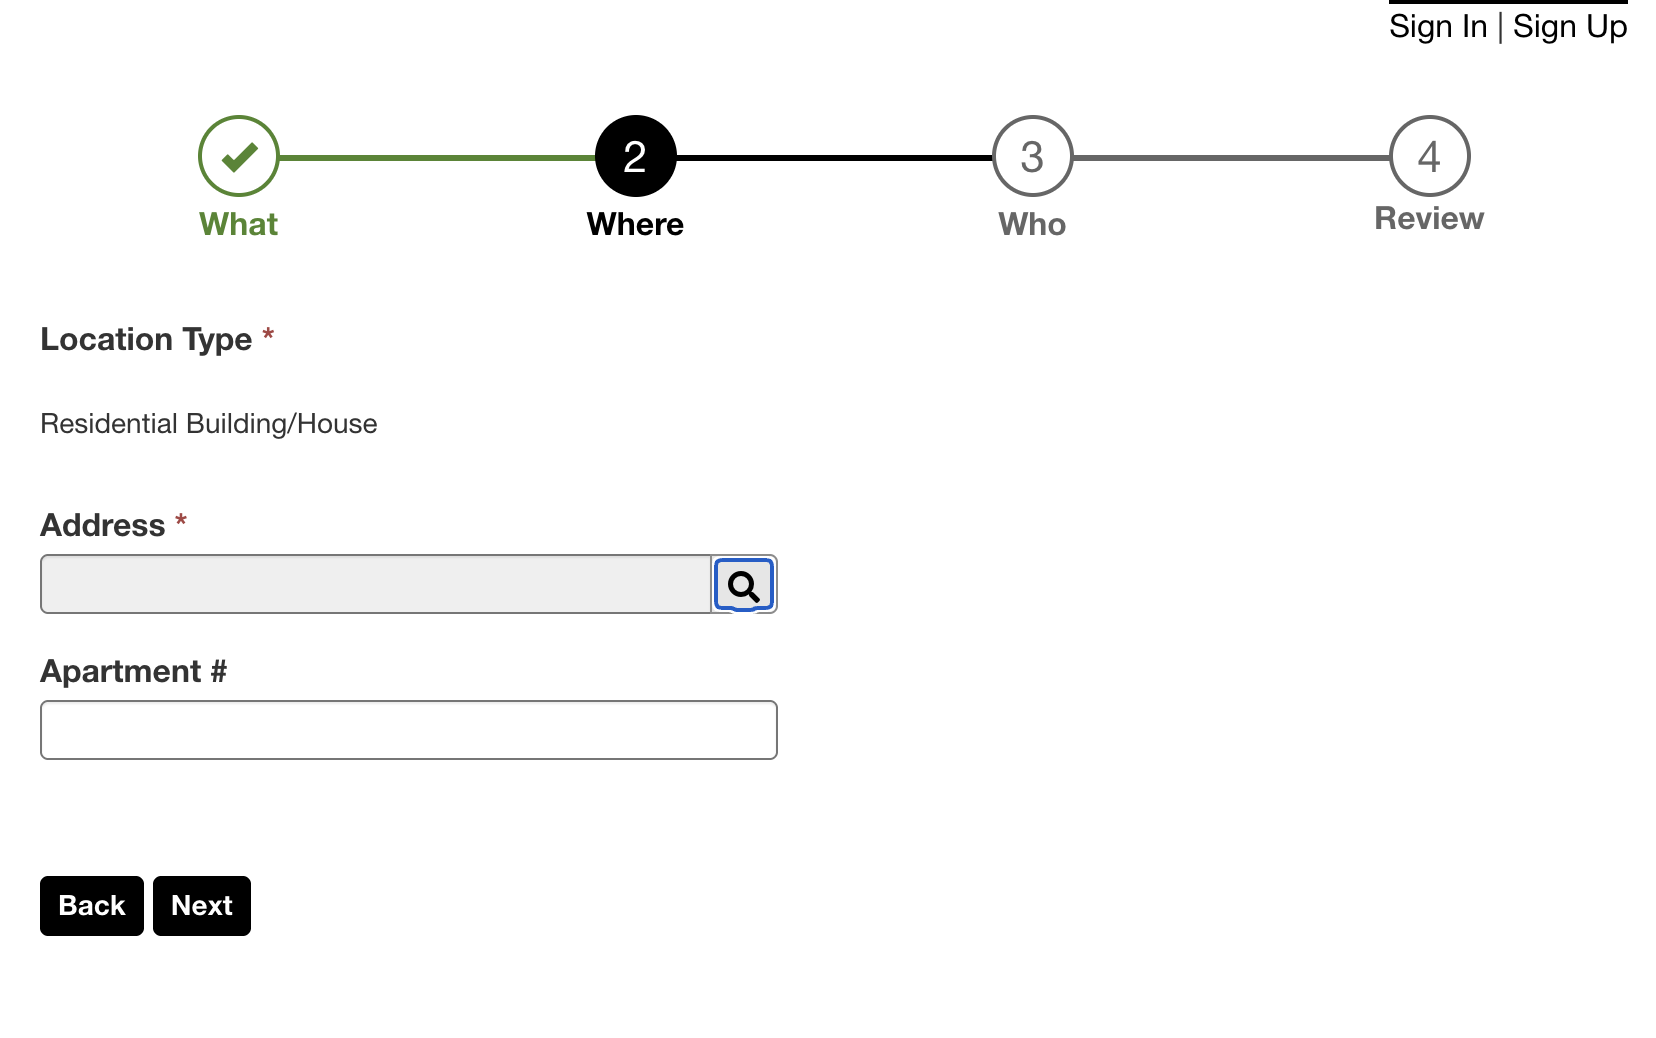 Sign In | Sign Up
2
3
4
What
Where
Who
Review
Location Type *
Residential Building/House
Address *
Apartment #
Back
Next